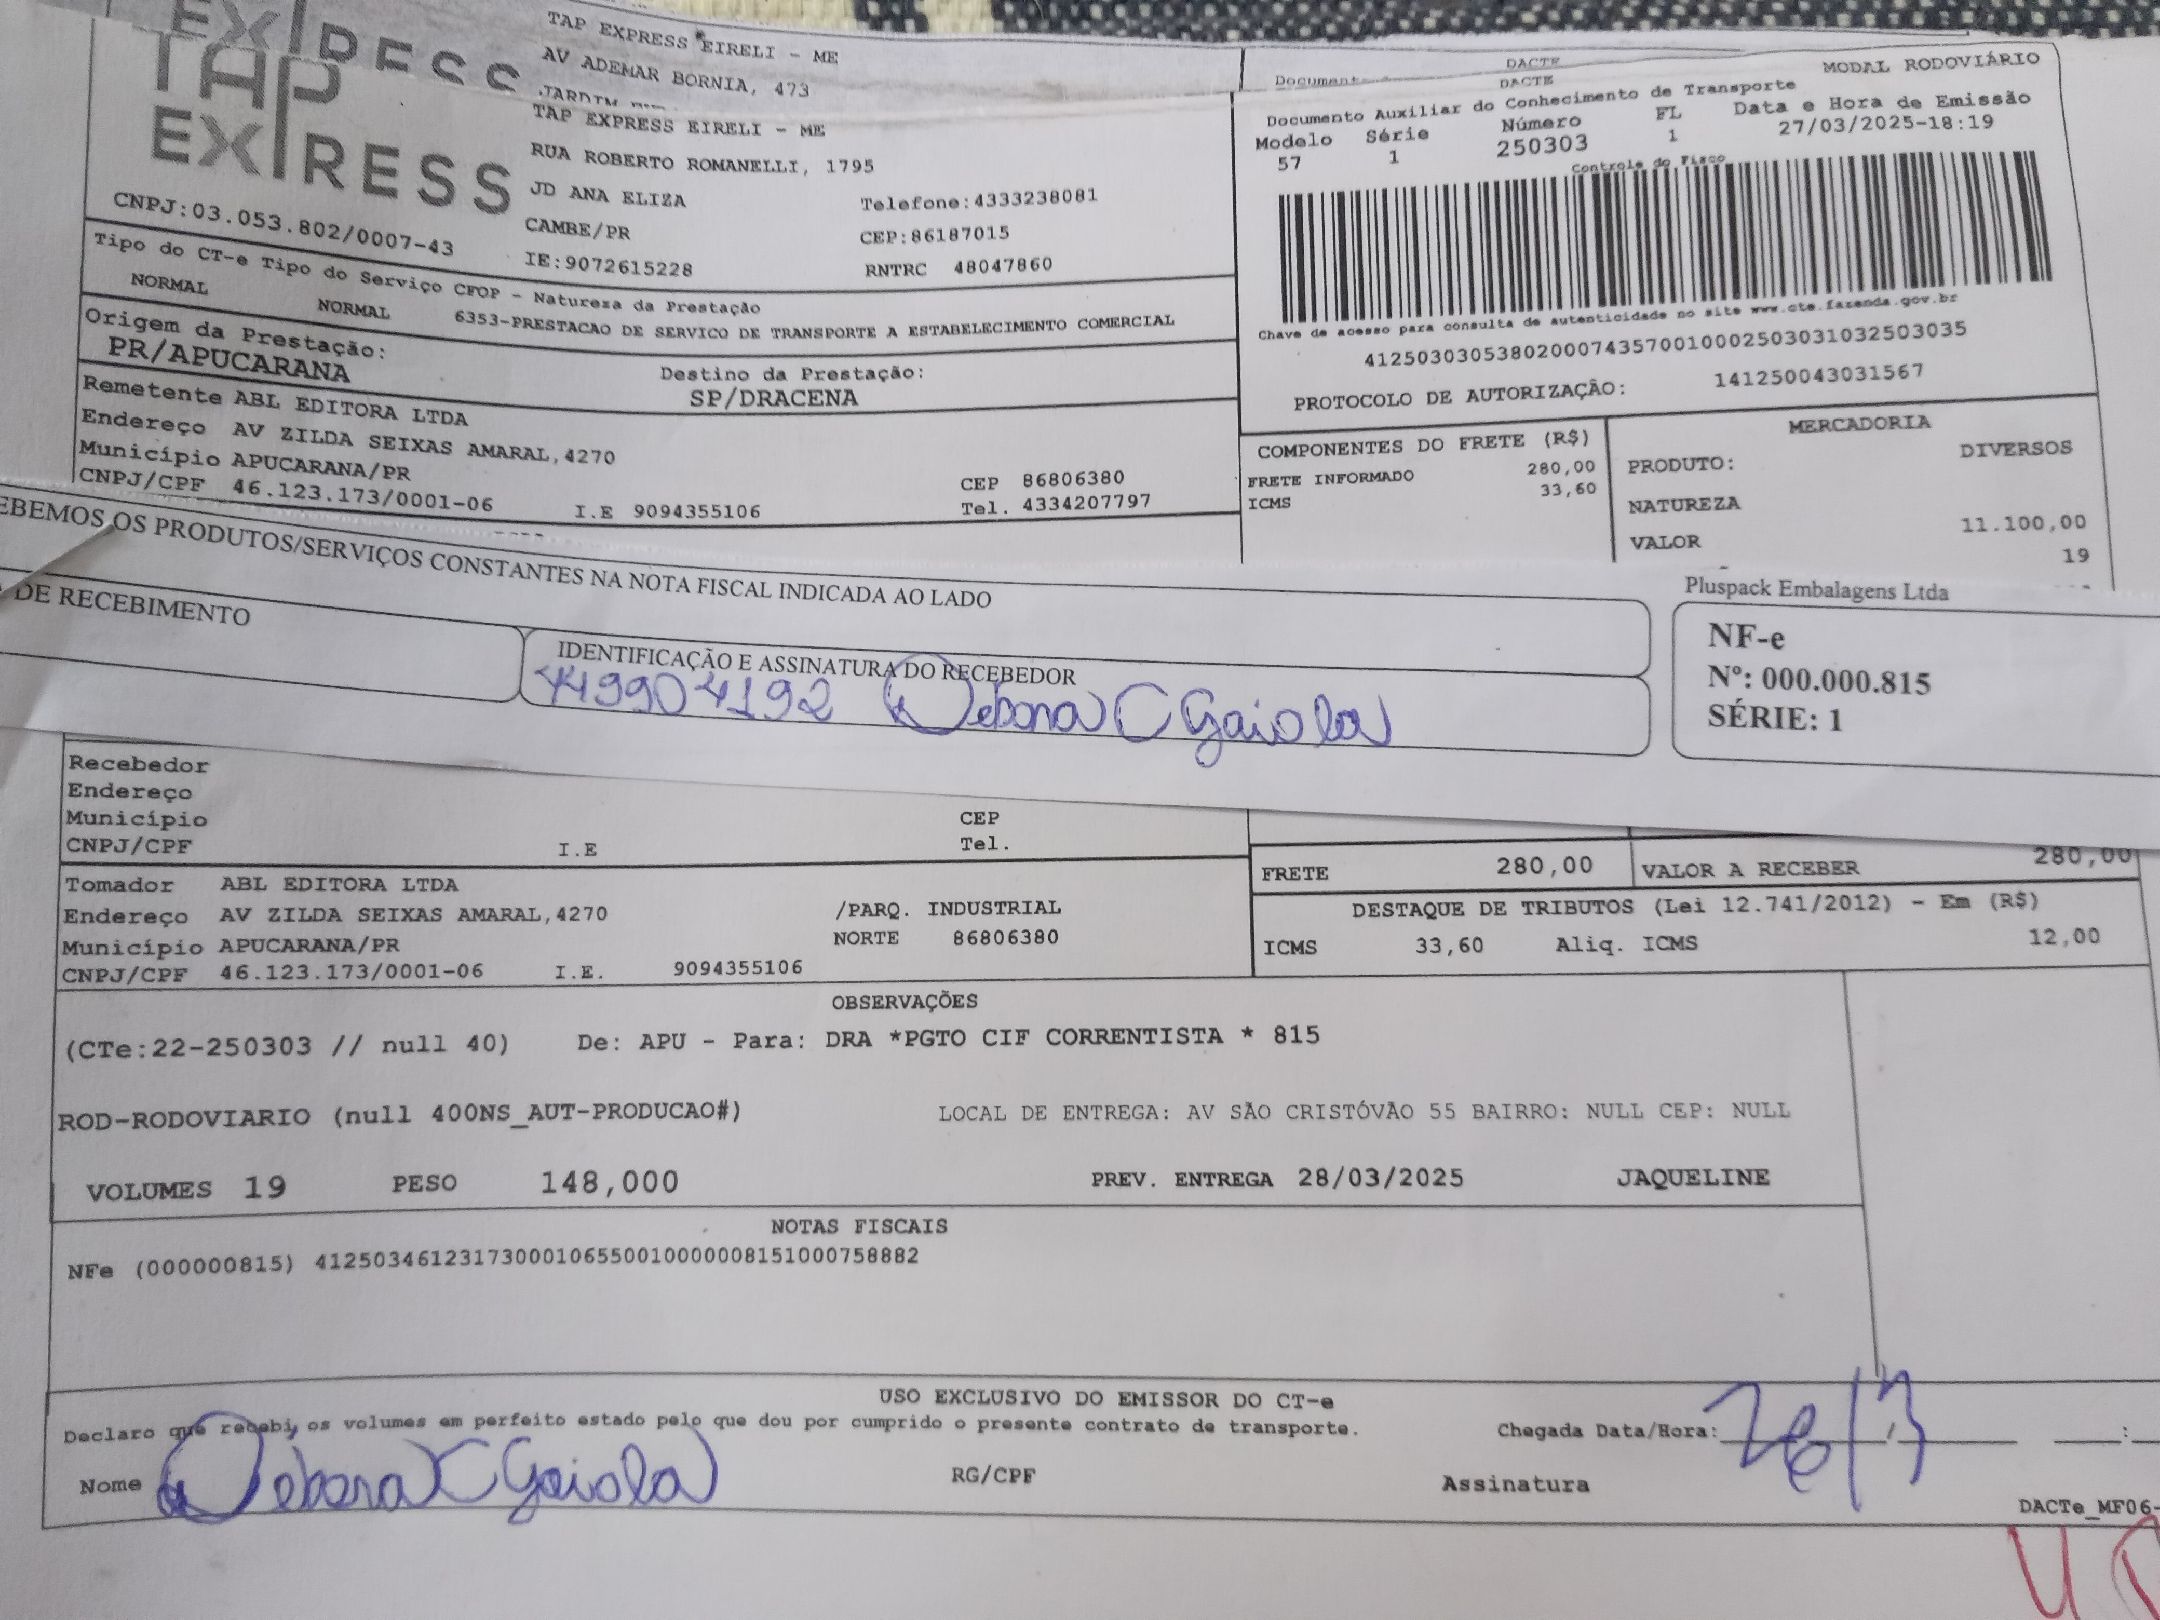 EXPRESS
TAP EXPRESS EIRELI - ME
AV ADEMAR BORNIA, 473
JARDIM
DACTE
Document
MODAL RODOVIÁRIO
TAP EXPRESS
TAP EXPRESS EIRELI - ME
RUA ROBERTO ROMANELLI, 1795
JD ANA ELIZA
Telefone:4333238081
CAMBE/PR
CEP:86187015
CNPJ:03.053.802/0007-43
IE:9072615228
RNTRC 48047860
DACTE
Documento Auxiliar do Conhecimento de Transporte
Modelo Série Número FL Data e Hora de Emissão
57 1 250303 1 27/03/2025-18:19
Controle do Fisco
Chave de acesso para consulta de autenticidade no site www.cte.fazenda.gov.br
41250303053802000743570010002503031032503035
PROTOCOLO DE AUTORIZAÇÃO: 141250043031567
Tipo do CT-e Tipo do Serviço CFOP - Natureza da Prestação
NORMAL NORMAL 6353-PRESTACAO DE SERVICO DE TRANSPORTE A ESTABELECIMENTO COMERCIAL
Origem da Prestação: Destino da Prestação:
PR/APUCARANA SP/DRACENA
Remetente ABL EDITORA LTDA
Endereço AV ZILDA SEIXAS AMARAL,4270
Município APUCARANA/PR CEP 86806380
CNPJ/CPF 46.123.173/0001-06 I.E 9094355106 Tel. 4334207797
COMPONENTES DO FRETE (R$)
FRETE INFORMADO 280,00
ICMS 33,60
MERCADORIA
PRODUTO: DIVERSOS
NATUREZA
VALOR 11.100,00
19
EBEMOS OS PRODUTOS/SERVIÇOS CONSTANTES NA NOTA FISCAL INDICADA AO LADO
DE RECEBIMENTO
IDENTIFICAÇÃO E ASSINATURA DO RECEBEDOR
449904192 Debora C Gaiola
Pluspack Embalagens Ltda
NF-e
Nº: 000.000.815
SÉRIE: 1
Recebedor
Endereço
Município CEP
CNPJ/CPF I.E Tel.
FRETE 280,00 VALOR A RECEBER 280,00
Tomador ABL EDITORA LTDA
Endereço AV ZILDA SEIXAS AMARAL,4270 /PARQ. INDUSTRIAL
Município APUCARANA/PR NORTE 86806380
CNPJ/CPF 46.123.173/0001-06 I.E. 9094355106
DESTAQUE DE TRIBUTOS (Lei 12.741/2012) - Em (R$)
ICMS 33,60 Aliq. ICMS 12,00
OBSERVAÇÕES
(CTe:22-250303 // null 40) De: APU - Para: DRA *PGTO CIF CORRENTISTA * 815
ROD-RODOVIARIO (null 400NS_AUT-PRODUCAO#) LOCAL DE ENTREGA: AV SÃO CRISTÓVÃO 55 BAIRRO: NULL CEP: NULL
VOLUMES 19 PESO 148,000 PREV. ENTREGA 28/03/2025 JAQUELINE
NOTAS FISCAIS
NFe (000000815) 41250346123173000106550010000008151000758882
USO EXCLUSIVO DO EMISSOR DO CT-e
Declaro que recebi, os volumes em perfeito estado pelo que dou por cumprido o presente contrato de transporte. Chegada Data/Hora:
Nome Debora C Gaiola RG/CPF Assinatura
DACTe_MF06-